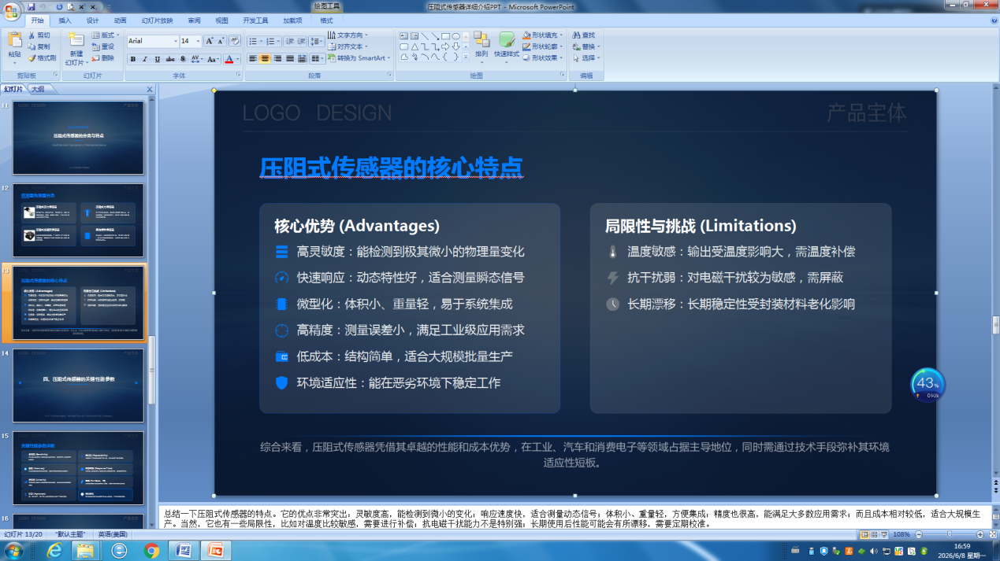 绘图工具
压阻式传感器详细介绍PPT - Microsoft PowerPoint
开始 插入 设计 动画 幻灯片放映 审阅 视图 开发工具 加载项 格式
剪切
复制
格式刷
粘贴
剪贴板
新建
幻灯片
版式
重设
删除
幻灯片
Arial 14
字体
文字方向
对齐文本
转换为 SmartArt
段落
排列 快速样式
形状填充
形状轮廓
形状效果
绘图
查找
替换
选择
编辑
幻灯片 大纲
11
压阻式传感器的分类与特点
12
13
压阻式传感器的核心特点
14
四、压阻式传感器的关键性能参数
15
16
LOGO DESIGN
产品宣体
压阻式传感器的核心特点
核心优势 (Advantages)
高灵敏度：能检测到极其微小的物理量变化
快速响应：动态特性好，适合测量瞬态信号
微型化：体积小、重量轻，易于系统集成
高精度：测量误差小，满足工业级应用需求
低成本：结构简单，适合大规模批量生产
环境适应性：能在恶劣环境下稳定工作
局限性与挑战 (Limitations)
温度敏感：输出受温度影响大，需温度补偿
抗干扰弱：对电磁干扰较为敏感，需屏蔽
长期漂移：长期稳定性受封装材料老化影响
综合来看，压阻式传感器凭借其卓越的性能和成本优势，在工业、汽车和消费电子等领域占据主导地位，同时需通过技术手段弥补其环境
适应性短板。
43%
总结一下压阻式传感器的特点。它的优点非常突出：灵敏度高，能检测到微小的变化；响应速度快，适合测量动态信号；体积小、重量轻，方便集成；精度也很高，能满足大多数应用需求；而且成本相对较低，适合大规模生
产。当然，它也有一些局限性，比如对温度比较敏感，需要进行补偿；抗电磁干扰能力不是特别强；长期使用后性能可能会有所漂移，需要定期校准。
幻灯片 13/20 "默认主题" 英语(美国) 108%
16:59
2026/6/8 星期一